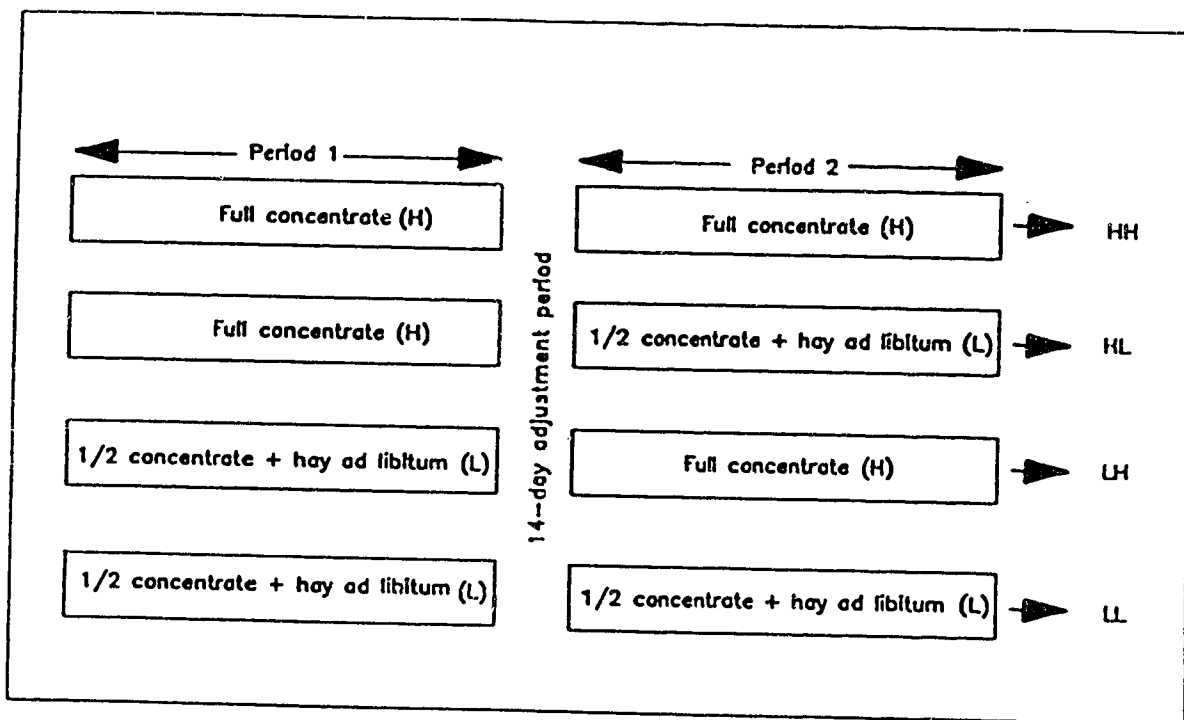 Period 1
Period 2
Full concentrate (H)
Full concentrate (H)
HH
Full concentrate (H)
1/2 concentrate + hay ad libitum (L)
HL
1/2 concentrate + hay ad libitum (L)
Full concentrate (H)
LH
1/2 concentrate + hay ad libitum (L)
1/2 concentrate + hay ad libitum (L)
LL
14-day adjustment period